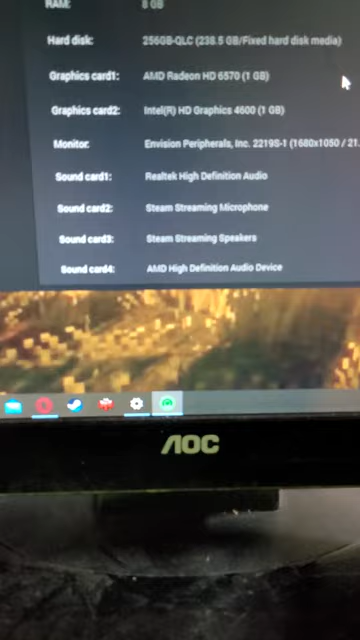 RAM: 8 GB
Hard disk: 256GB-QLC (238.5 GB/Fixed hard disk media)
Graphics card1: AMD Radeon HD 6570 (1 GB)
Graphics card2: Intel(R) HD Graphics 4600 (1 GB)
Monitor: Envision Peripherals, Inc. 2219S-1 (1680x1050 / 21.
Sound card1: Realtek High Definition Audio
Sound card2: Steam Streaming Microphone
Sound card3: Steam Streaming Speakers
Sound card4: AMD High Definition Audio Device
AOC